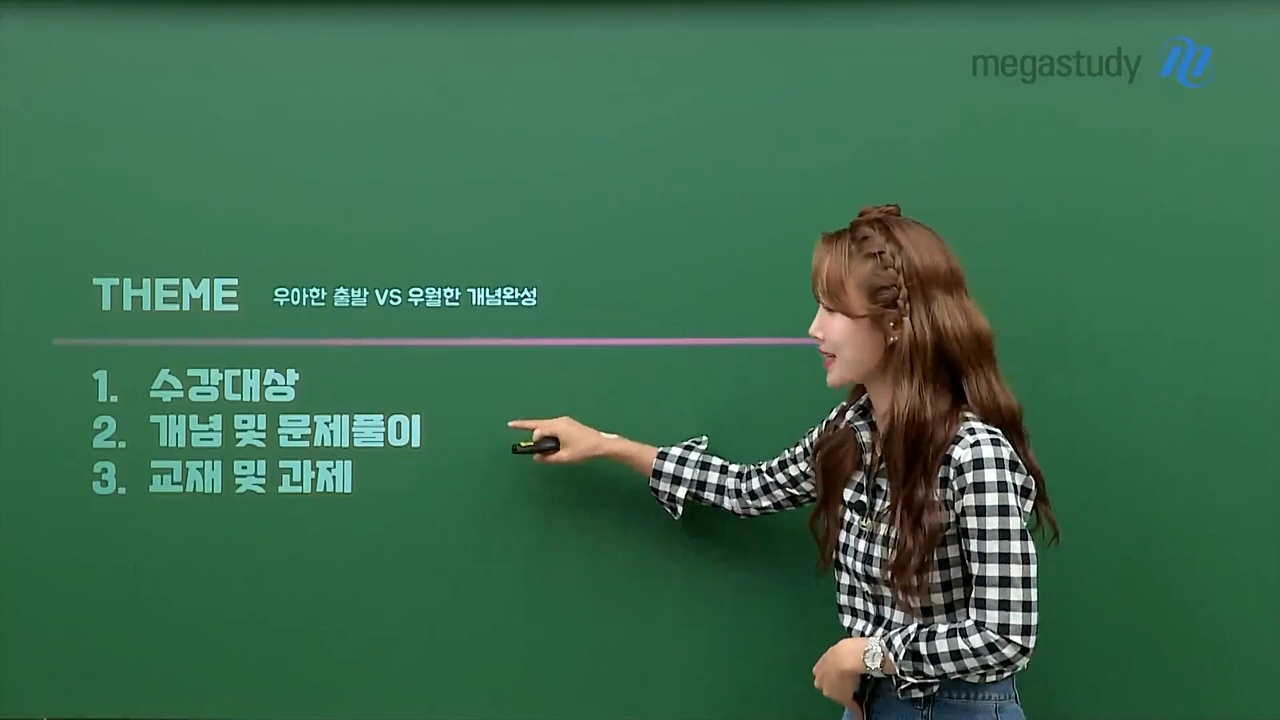 megastudy
THEME 우아한 출발 VS 우월한 개념완성
1. 수강대상
2. 개념 및 문제풀이
3. 교재 및 과제